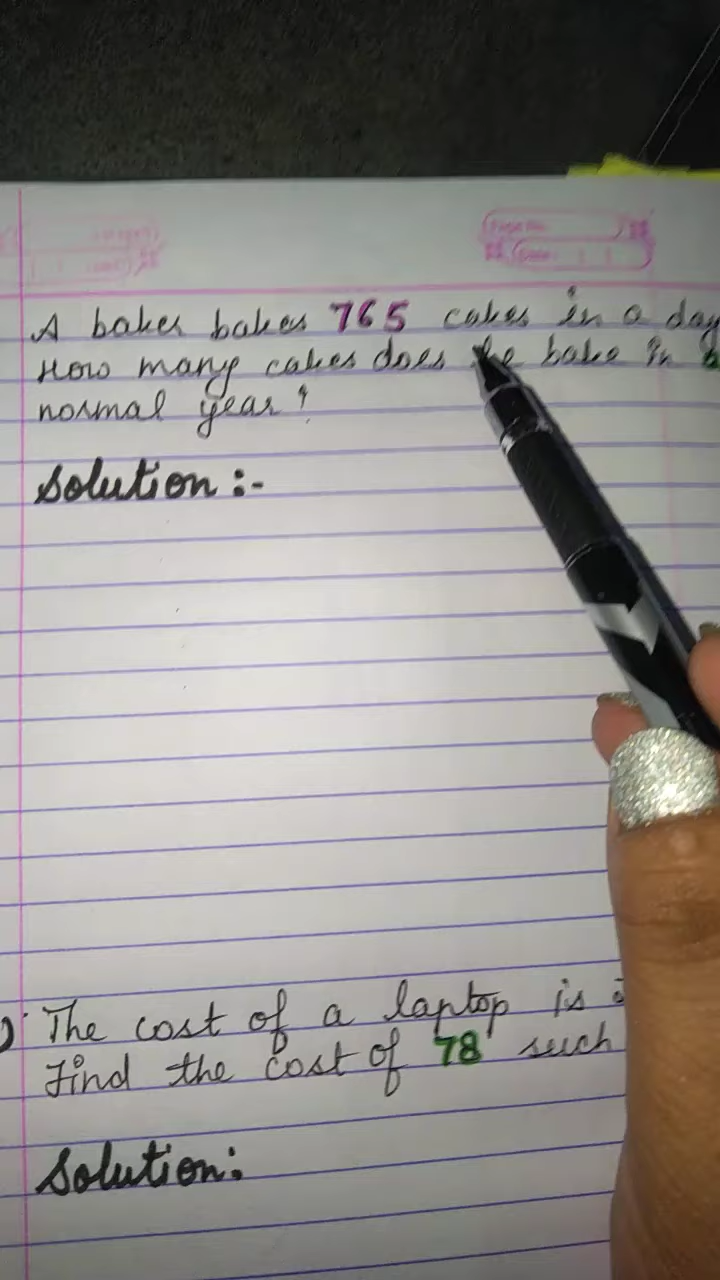 A baker bakes 765 cakes in a day
How many cakes does he bake in
normal year?
Solution :-
The cost of a laptop is
Find the cost of 78 such
Solution: